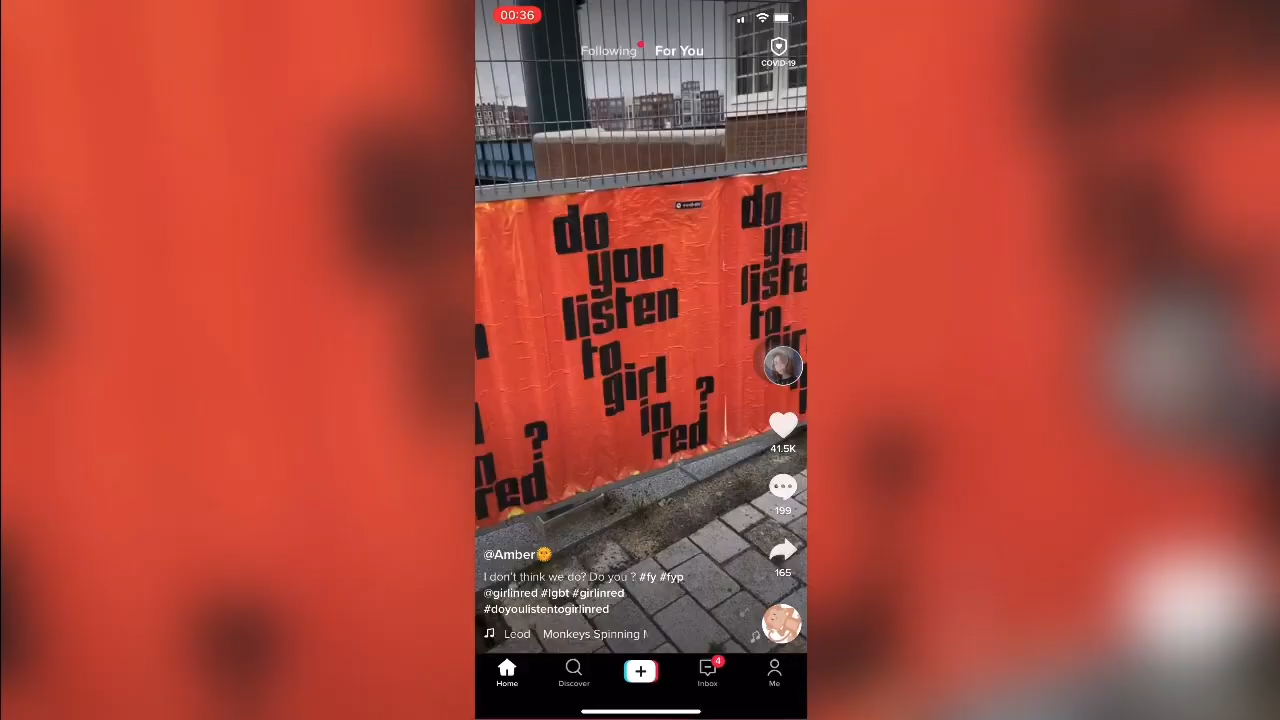 00:36
Following For You
COVID-19
do
you
listen
to
girl
in
red
?
do
you
liste
to
girl
?
red
41.5K
199
165
@Amber🌞
I don't think we do? Do you ? #fy #fyp
@girlinred #lgbt #girlinred
#doyoulistentogirlinred
Leod Monkeys Spinning M
Home
Discover
4
Inbox
Me